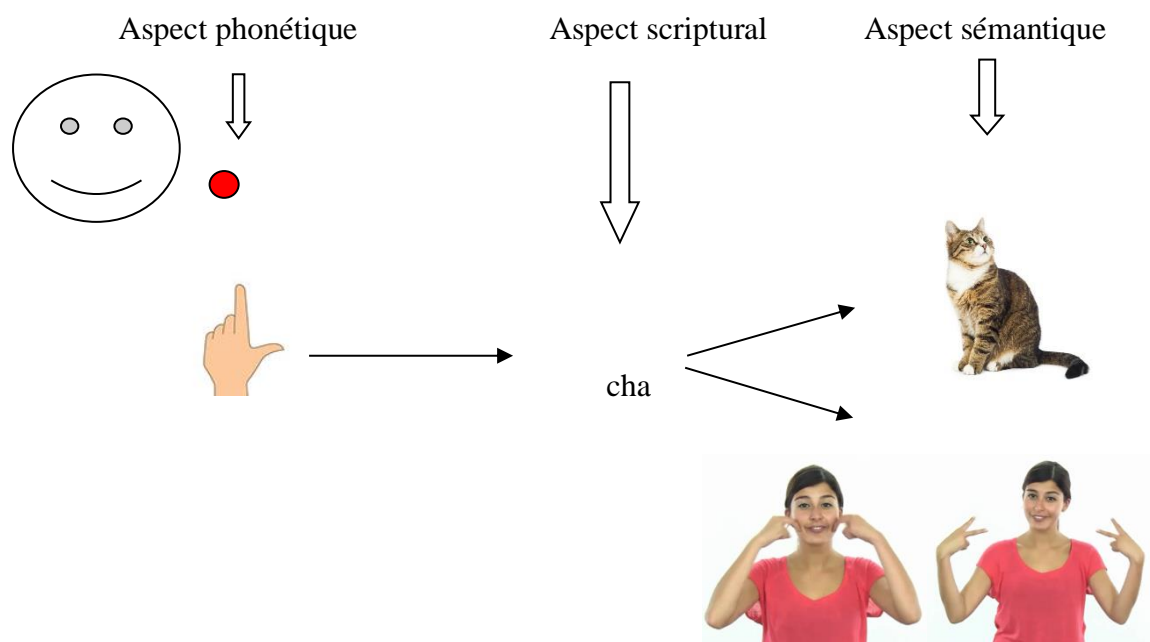 Aspect phonétique
Aspect scriptural
Aspect sémantique
cha